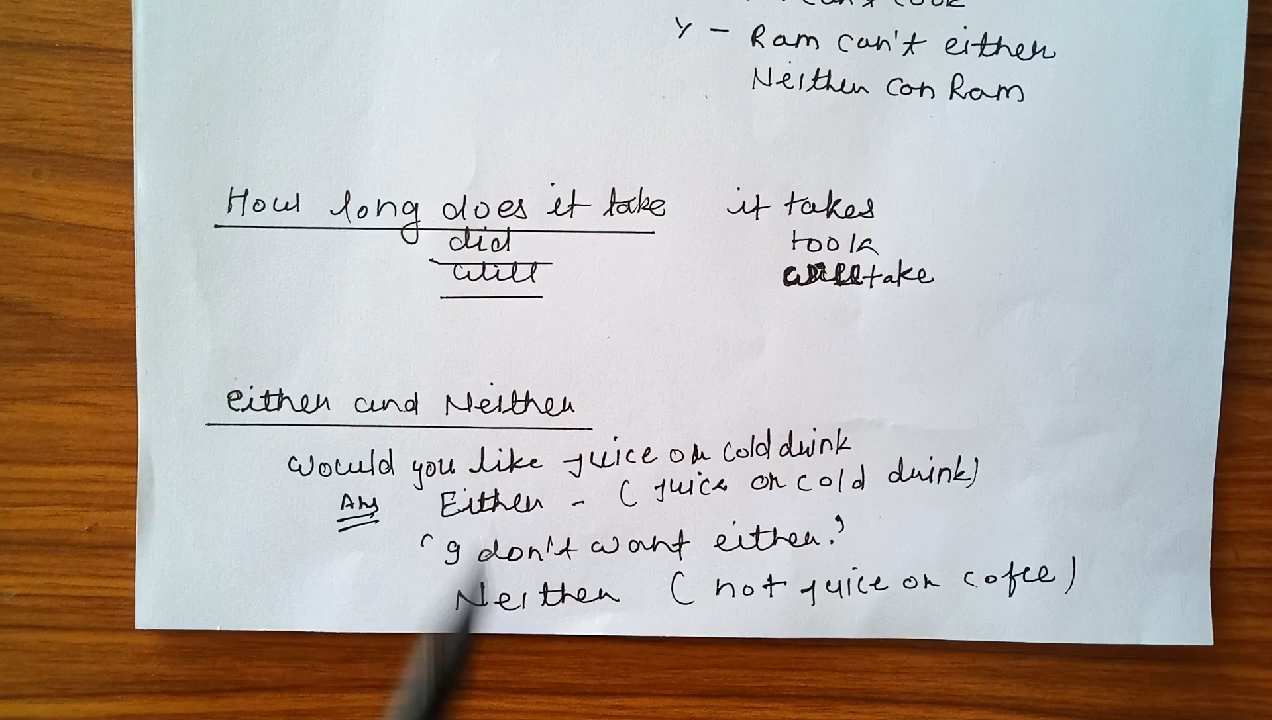 can't cook
Y - Ram can't either
Neither can Ram
How long does it take it takes
did took
will will take
either and Neither
Would you like juice or cold drink
Ans Either - (juice or cold drink)
"I don't want either."
Neither (not juice or cofee)